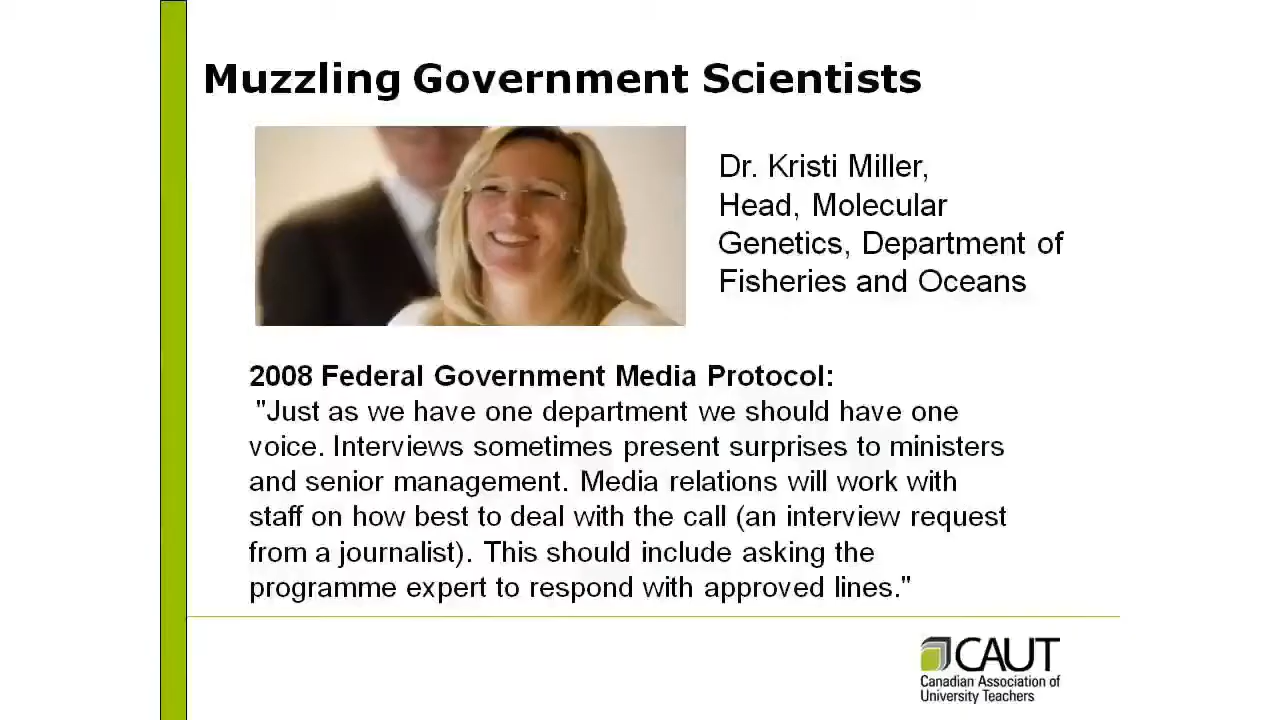 Muzzling Government Scientists
Dr. Kristi Miller,
Head, Molecular
Genetics, Department of
Fisheries and Oceans
2008 Federal Government Media Protocol:
"Just as we have one department we should have one
voice. Interviews sometimes present surprises to ministers
and senior management. Media relations will work with
staff on how best to deal with the call (an interview request
from a journalist). This should include asking the
programme expert to respond with approved lines."
CAUT
Canadian Association of
University Teachers